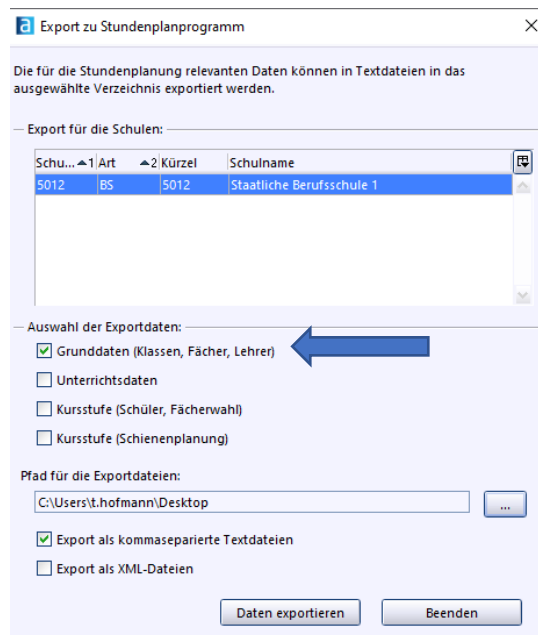 Export zu Stundenplanprogramm
Die für die Stundenplanung relevanten Daten können in Textdateien in das
ausgewählte Verzeichnis exportiert werden.
Export für die Schulen:
Schu... 1 Art 2 Kürzel Schulname
5012 BS 5012 Staatliche Berufsschule 1
Auswahl der Exportdaten:
Grunddaten (Klassen, Fächer, Lehrer)
Unterrichtsdaten
Kursstufe (Schüler, Fächerwahl)
Kursstufe (Schienenplanung)
Pfad für die Exportdateien:
C:\Users\t.hofmann\Desktop ...
Export als kommaseparierte Textdateien
Export als XML-Dateien
Daten exportieren Beenden